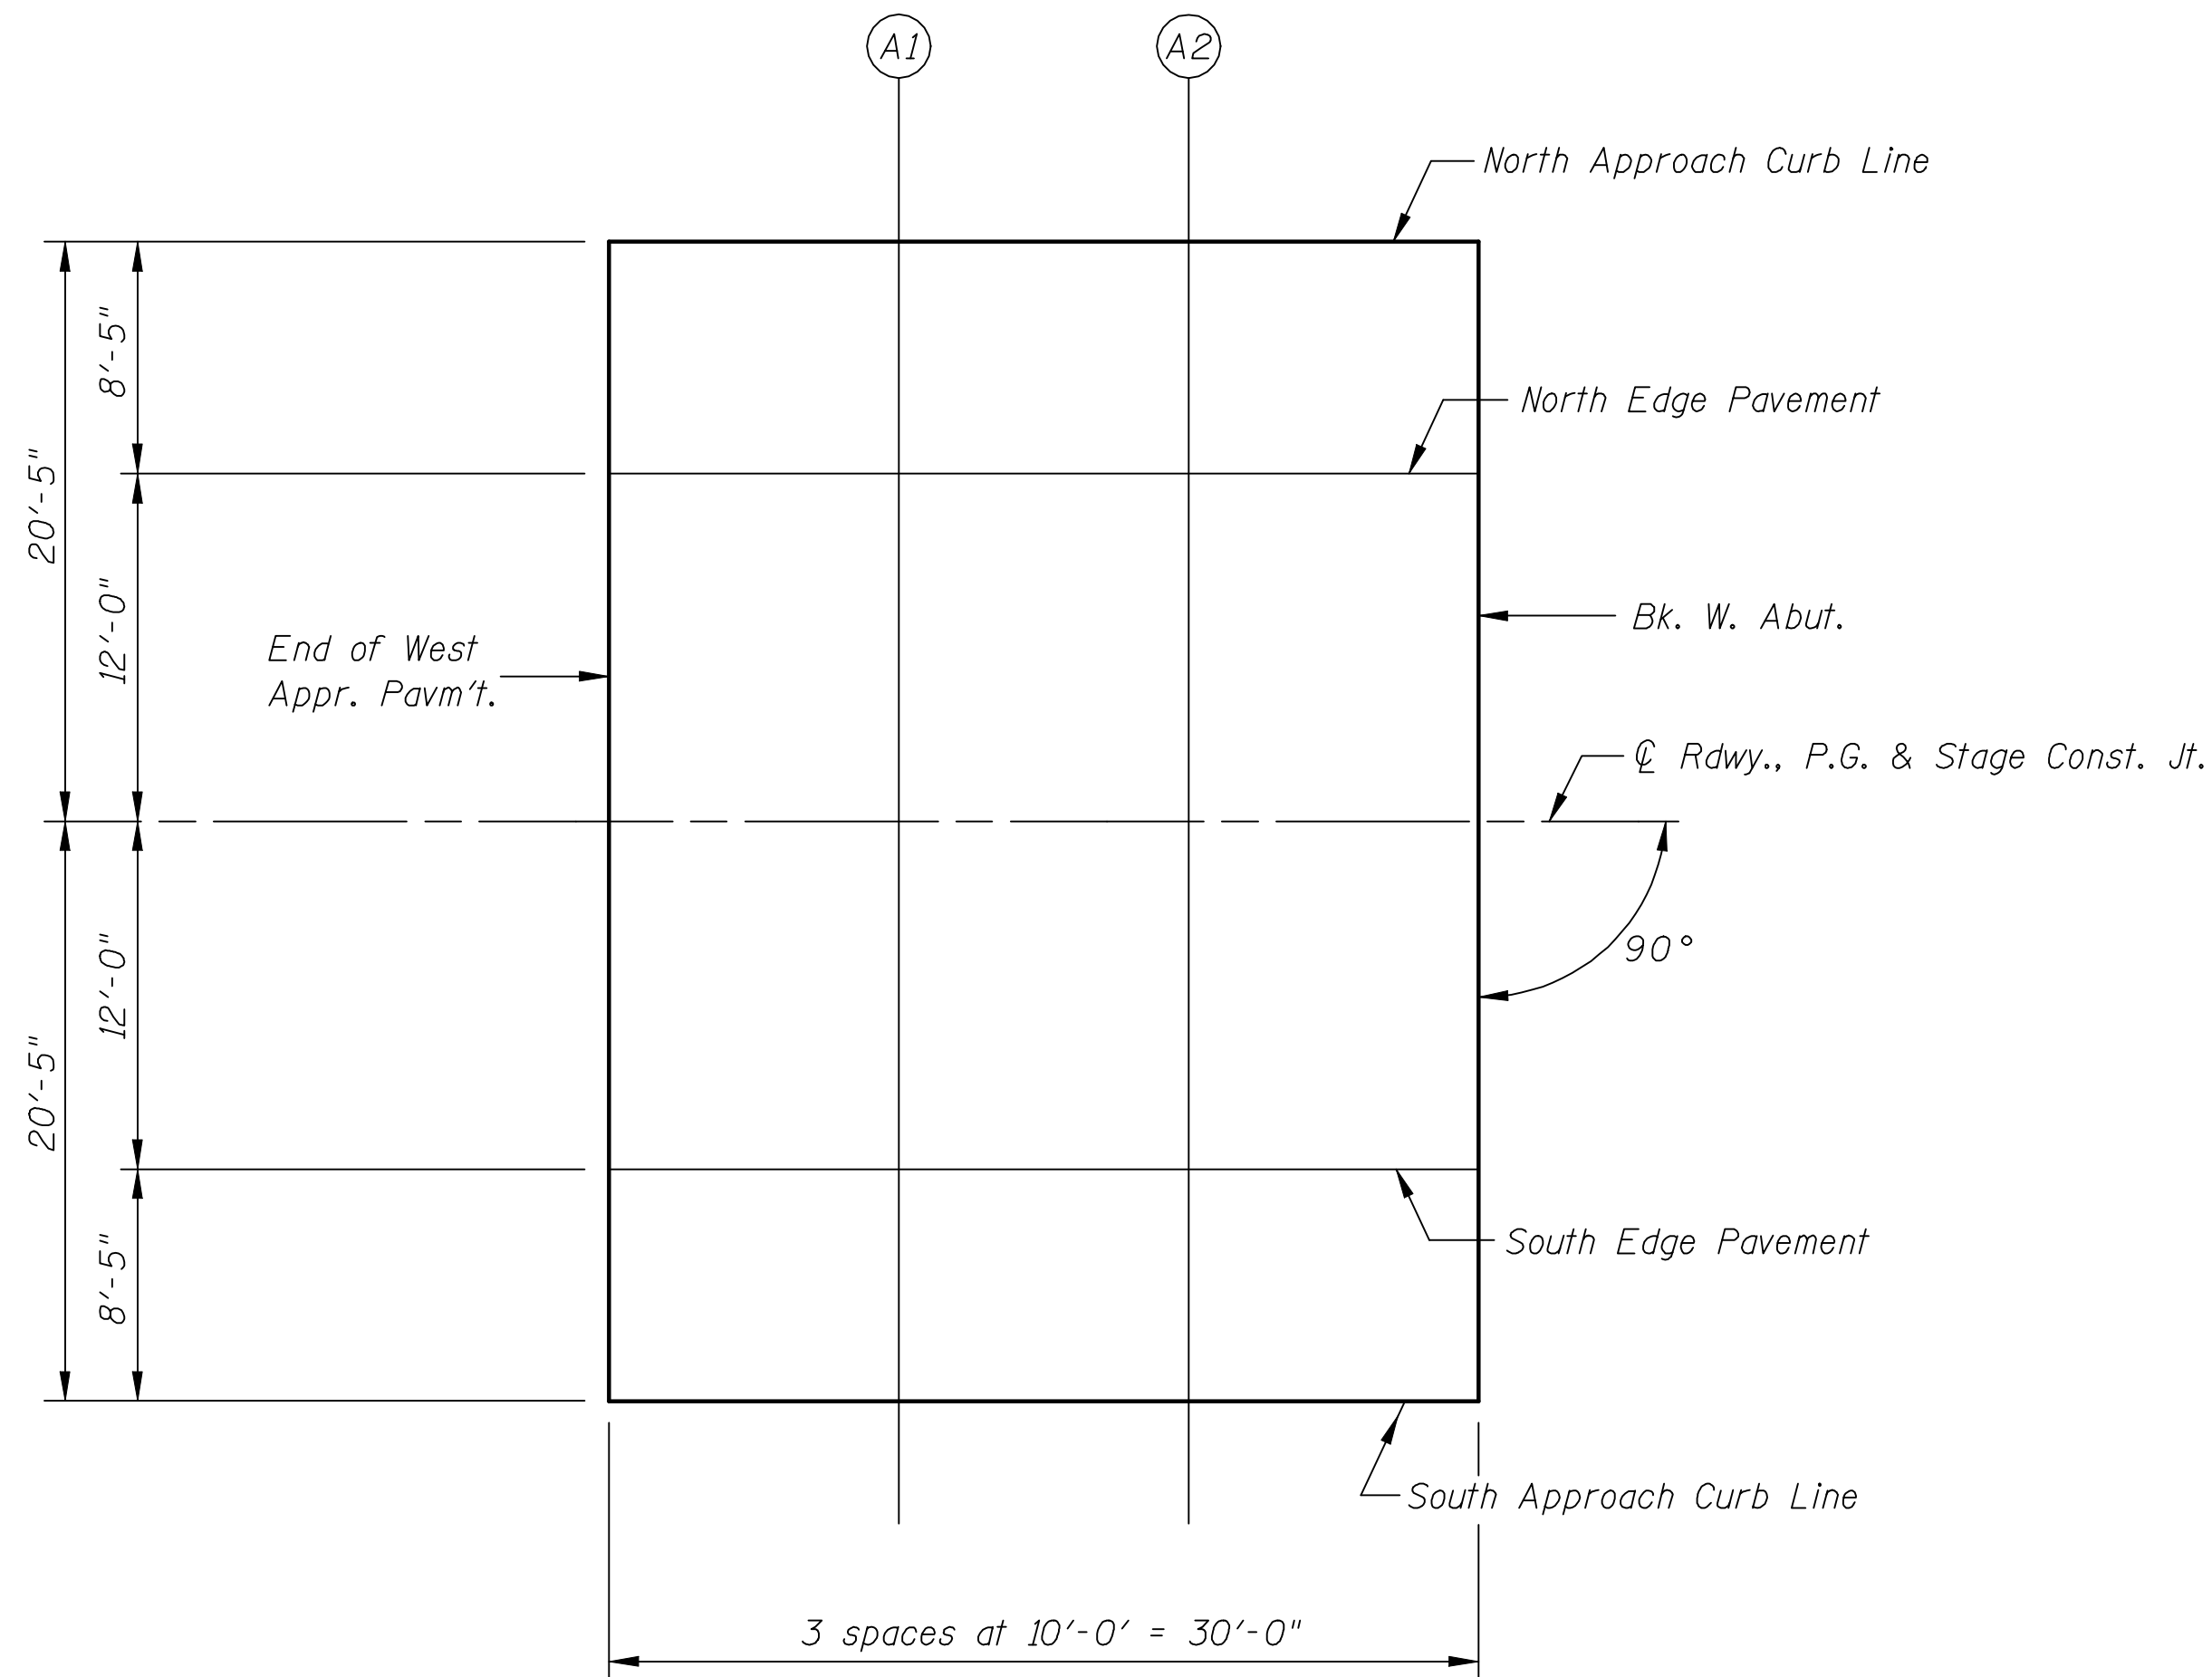 A1
A2
North Approach Curb Line
8'-5"
North Edge Pavement
20'-5"
12'-0"
Bk. W. Abut.
End of West
Appr. Pavm't.
℄ Rdwy., P.G. & Stage Const. Jt.
90°
12'-0"
20'-5"
South Edge Pavement
8'-5"
South Approach Curb Line
3 spaces at 10'-0' = 30'-0"